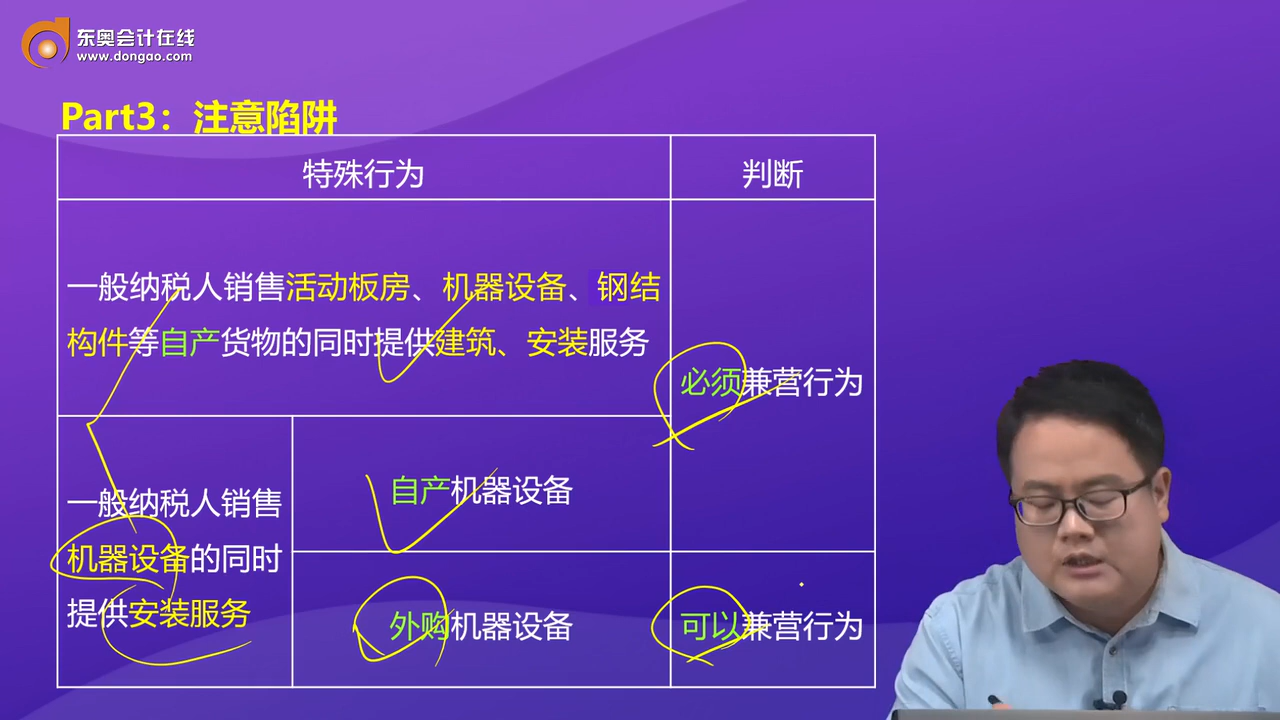 东奥会计在线
www.dongao.com
Part3：注意陷阱
特殊行为
判断
一般纳税人销售活动板房、机器设备、钢结
构件等自产货物的同时提供建筑、安装服务
必须兼营行为
一般纳税人销售
机器设备的同时
提供安装服务
自产机器设备
外购机器设备
可以兼营行为